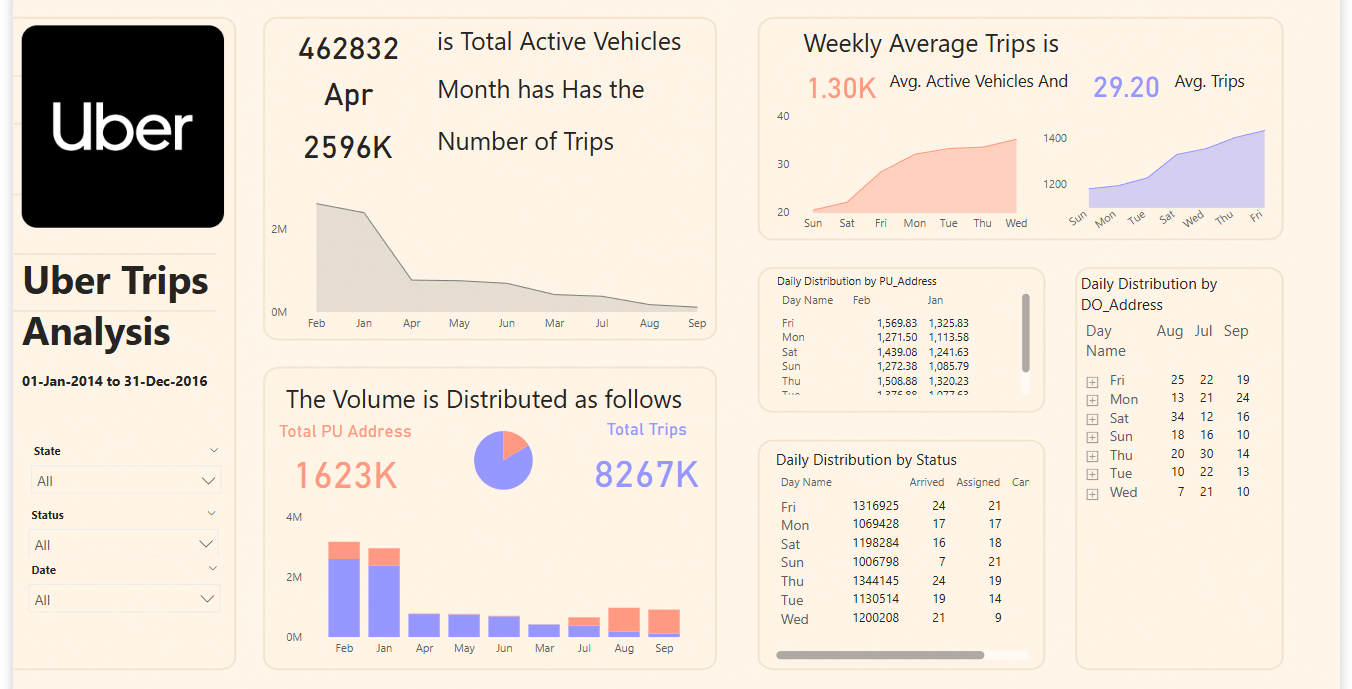 Uber
Uber Trips
Analysis
01-Jan-2014 to 31-Dec-2016
State
All
Status
All
Date
All
462832 is Total Active Vehicles
Apr Month has Has the
2596K Number of Trips
2M
0M
Feb Jan Apr May Jun Mar Jul Aug Sep
The Volume is Distributed as follows
Total PU Address Total Trips
1623K 8267K
4M
2M
0M
Feb Jan Apr May Jun Mar Jul Aug Sep
Weekly Average Trips is
1.30K Avg. Active Vehicles And 29.20 Avg. Trips
40
30
20
Sun Sat Fri Mon Tue Thu Wed
1400
1200
Sun Mon Tue Sat Wed Thu Fri
Daily Distribution by PU_Address
Day Name Feb Jan
Fri 1,569.83 1,325.83
Mon 1,271.50 1,113.58
Sat 1,439.08 1,241.63
Sun 1,272.38 1,085.79
Thu 1,508.88 1,320.23
Tue 1,376.88 1,077.63
Daily Distribution by Status
Day Name Arrived Assigned Can
Fri 1316925 24 21
Mon 1069428 17 17
Sat 1198284 16 18
Sun 1006798 7 21
Thu 1344145 24 19
Tue 1130514 19 14
Wed 1200208 21 9
Daily Distribution by
DO_Address
Day Aug Jul Sep
Name
Fri 25 22 19
Mon 13 21 24
Sat 34 12 16
Sun 18 16 10
Thu 20 30 14
Tue 10 22 13
Wed 7 21 10